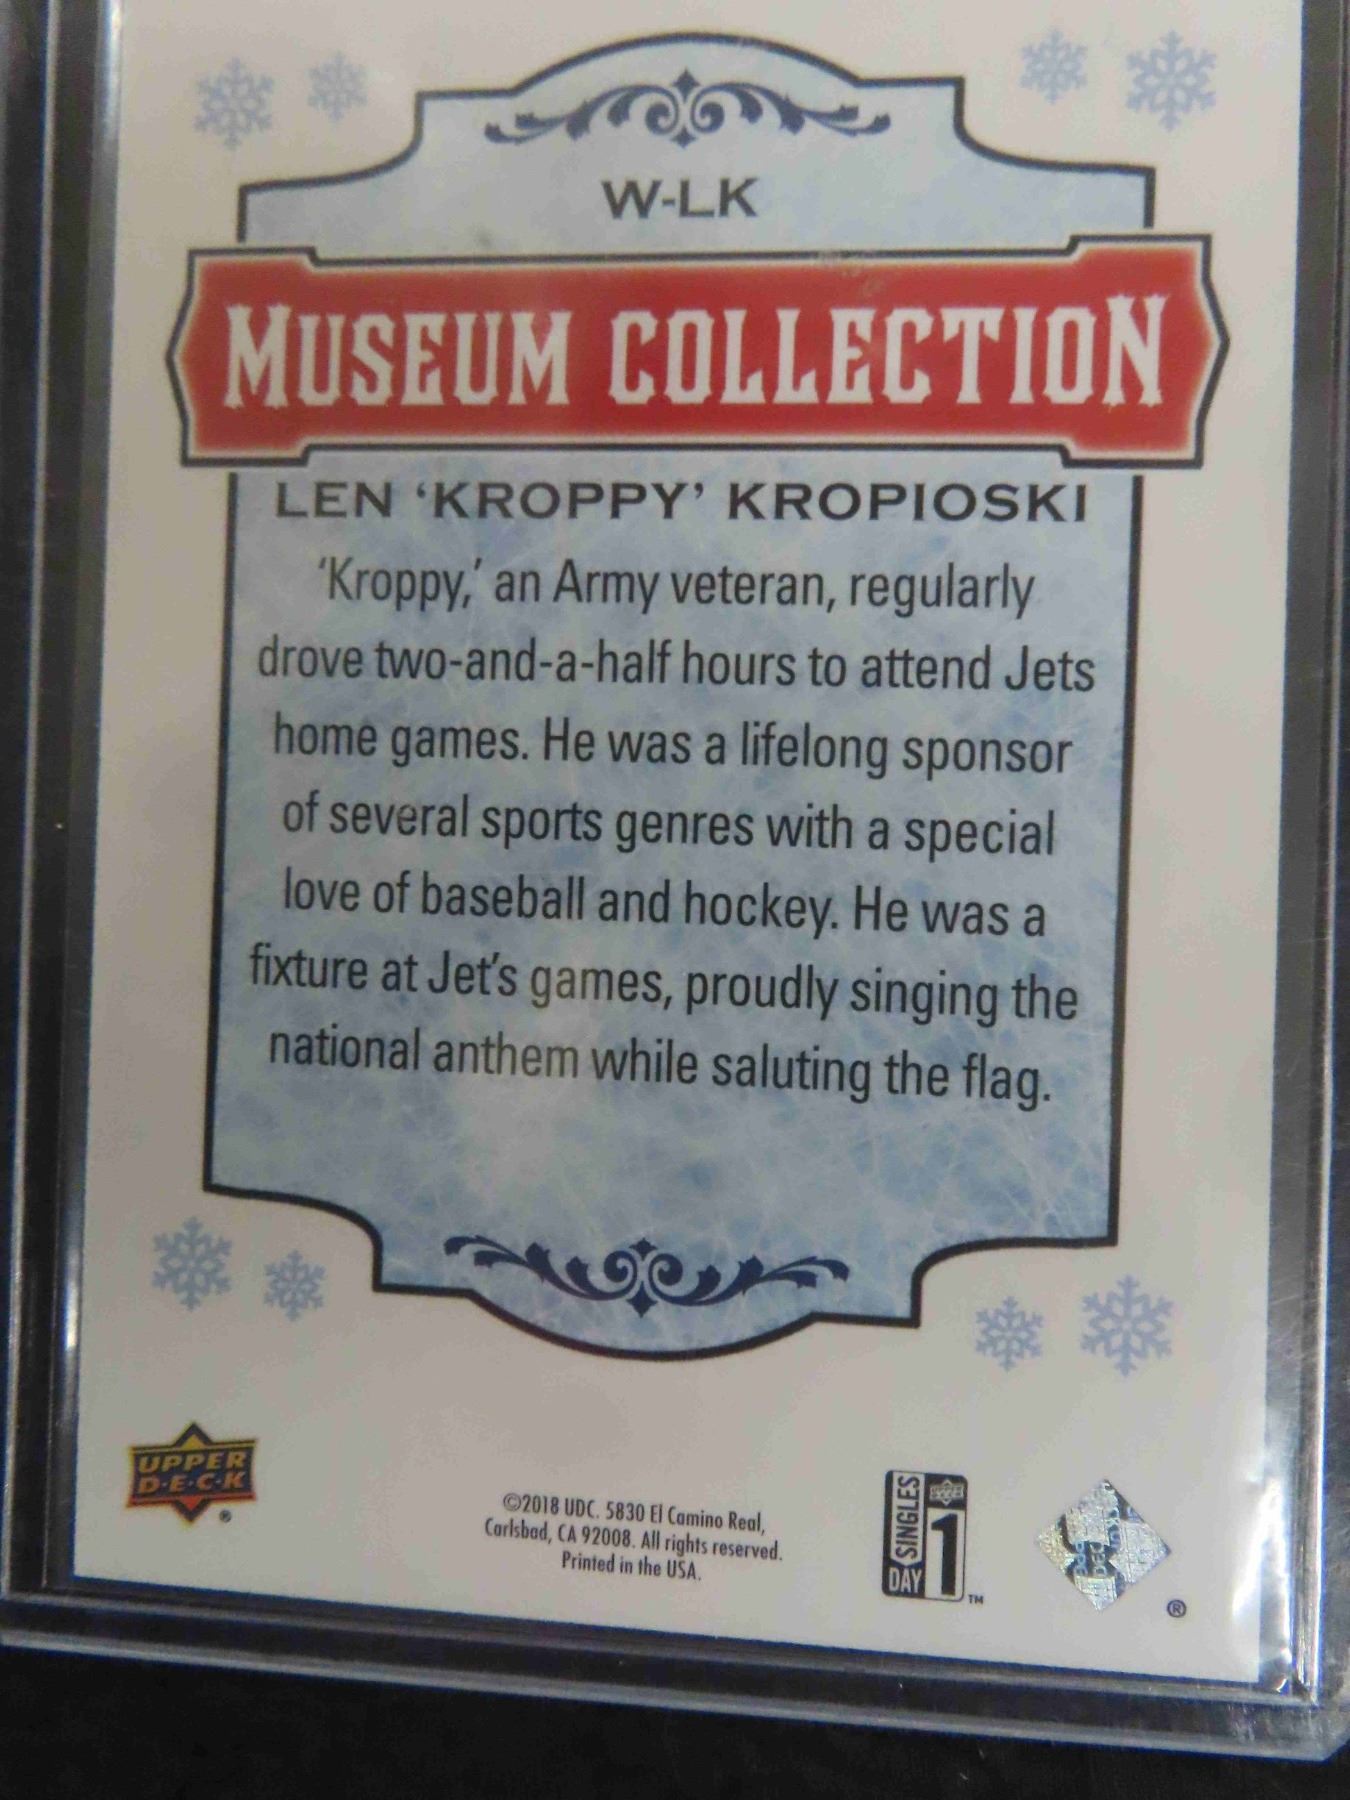 W-LK
MUSEUM COLLECTION
LEN ‘KROPPY’ KROPIOSKI
‘Kroppy,’ an Army veteran, regularly
drove two-and-a-half hours to attend Jets
home games. He was a lifelong sponsor
of several sports genres with a special
love of baseball and hockey. He was a
fixture at Jet’s games, proudly singing the
national anthem while saluting the flag.
UPPER
D·E·C·K
®
©2018 UDC. 5830 El Camino Real,
Carlsbad, CA 92008. All rights reserved.
Printed in the USA.
DAY 1
SINGLES
TM
®